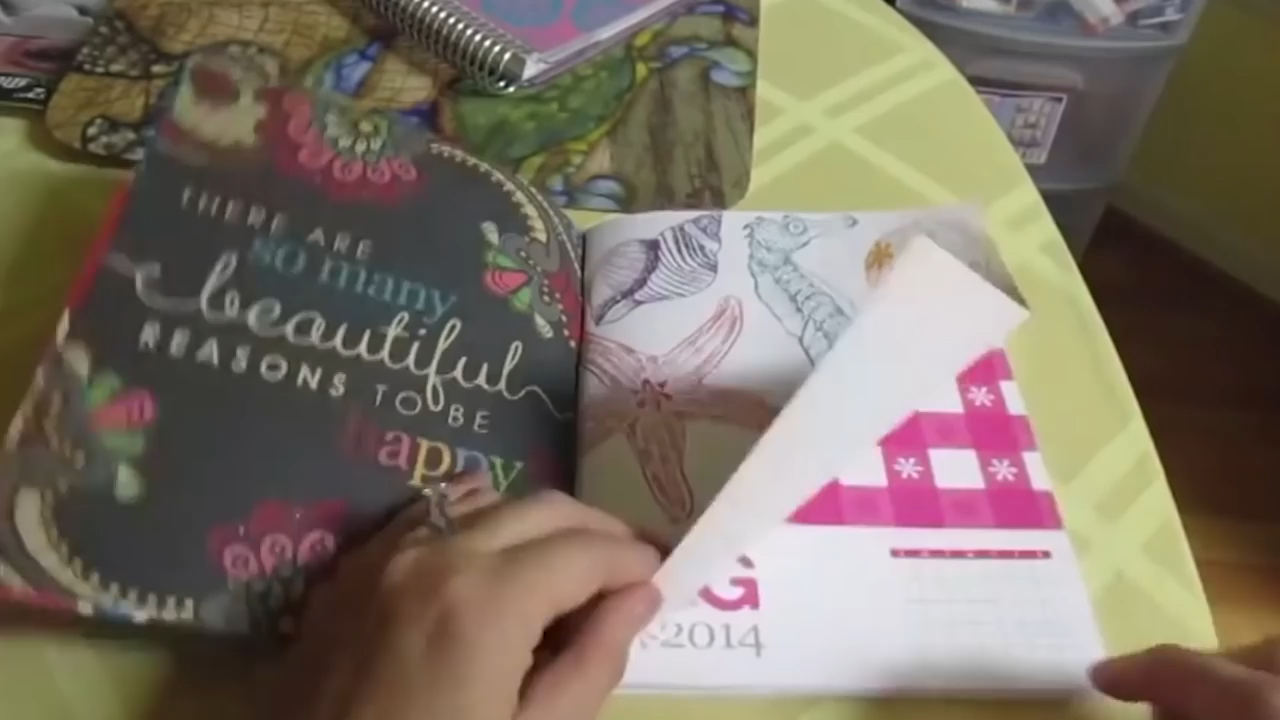 THERE ARE
so many
beautiful
REASONS TO BE
happy
G
2014